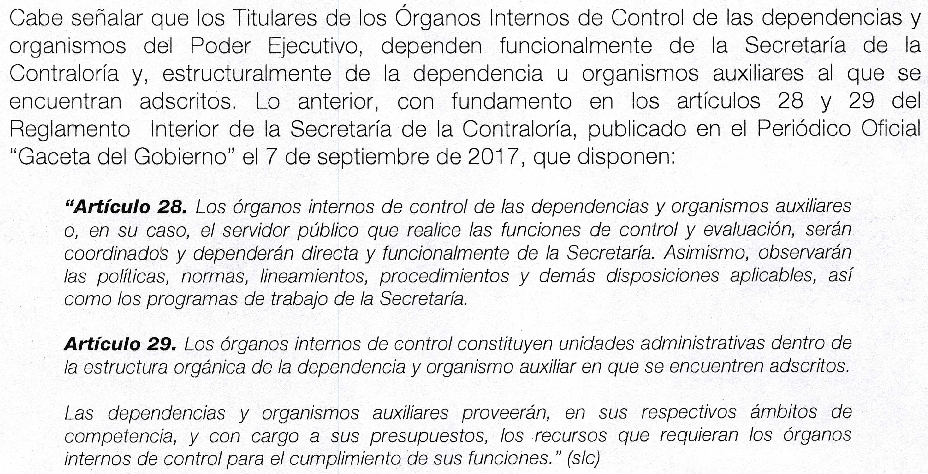 Cabe señalar que los Titulares de los Órganos Internos de Control de las dependencias y
organismos del Poder Ejecutivo, dependen funcionalmente de la Secretaría de la
Contraloría y, estructuralmente de la dependencia u organismos auxiliares al que se
encuentran adscritos. Lo anterior, con fundamento en los artículos 28 y 29 del
Reglamento Interior de la Secretaría de la Contraloría, publicado en el Periódico Oficial
"Gaceta del Gobierno" el 7 de septiembre de 2017, que disponen:
"Artículo 28. Los órganos internos de control de las dependencias y organismos auxiliares
o, en su caso, el servidor público que realice las funciones de control y evaluación, serán
coordinados y dependerán directa y funcionalmente de la Secretaría. Asimismo, observarán
las políticas, normas, lineamientos, procedimientos y demás disposiciones aplicables, así
como los programas de trabajo de la Secretaría.
Artículo 29. Los órganos internos de control constituyen unidades administrativas dentro de
la estructura orgánica de la dependencia y organismo auxiliar en que se encuentren adscritos.
Las dependencias y organismos auxiliares proveerán, en sus respectivos ámbitos de
competencia, y con cargo a sus presupuestos, los recursos que requieran los órganos
internos de control para el cumplimiento de sus funciones." (sic)